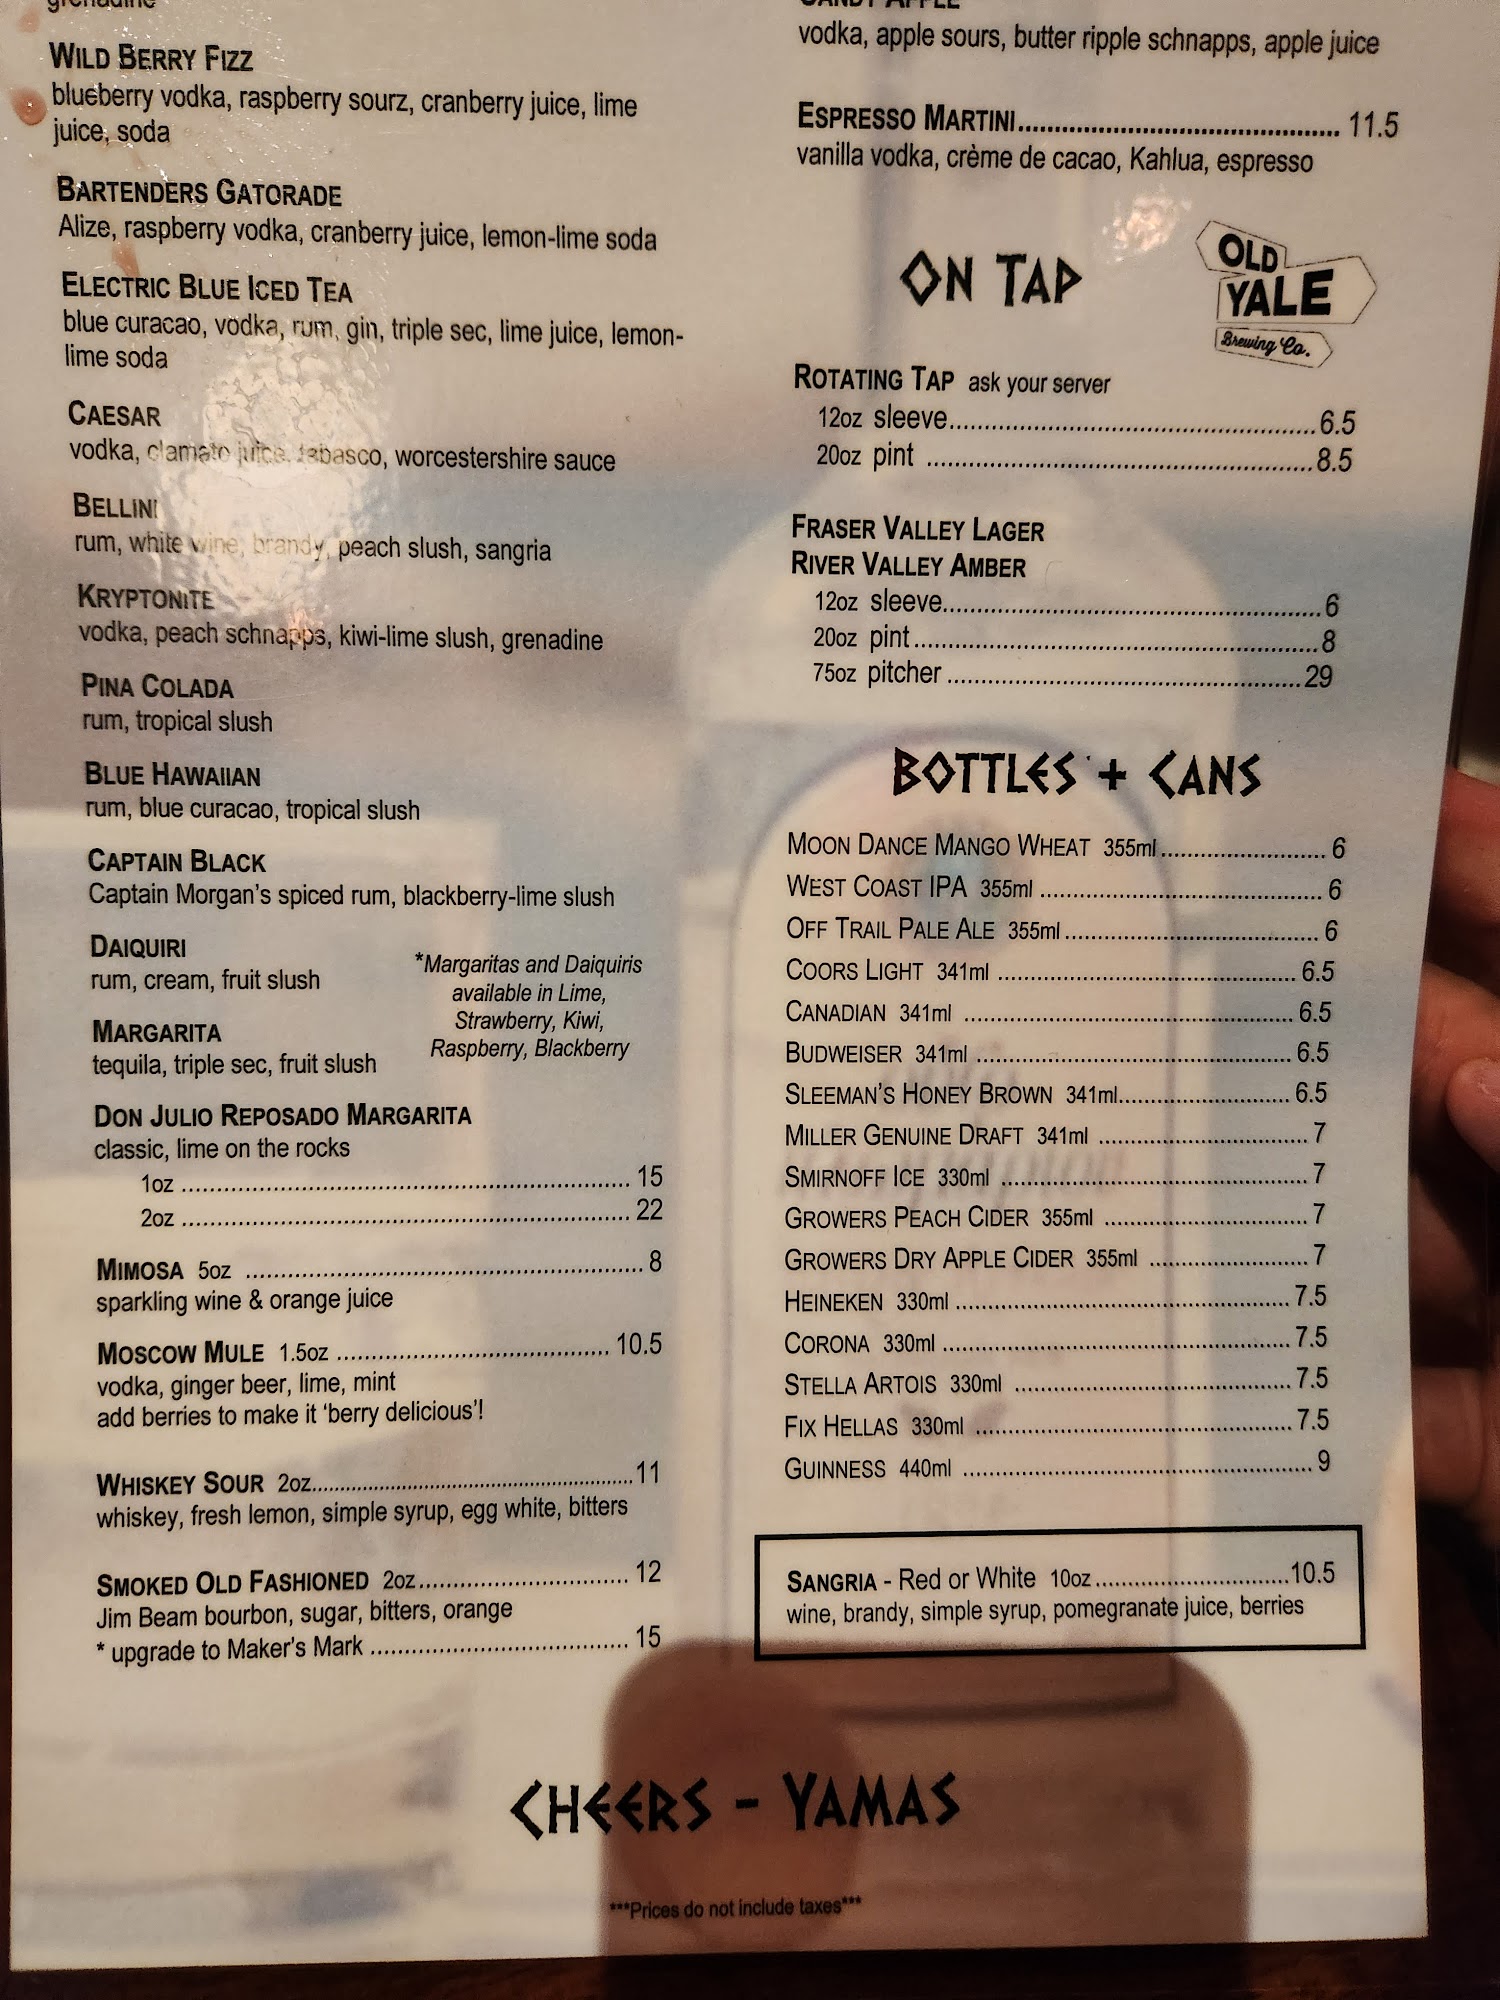 grenadine
WILD BERRY FIZZ
blueberry vodka, raspberry sourz, cranberry juice, lime
juice, soda
BARTENDERS GATORADE
Alize, raspberry vodka, cranberry juice, lemon-lime soda
ELECTRIC BLUE ICED TEA
blue curacao, vodka, rum, gin, triple sec, lime juice, lemon-
lime soda
CAESAR
vodka, clamato juice, tabasco, worcestershire sauce
BELLINI
rum, white wine, brandy, peach slush, sangria
KRYPTONITE
vodka, peach schnapps, kiwi-lime slush, grenadine
PINA COLADA
rum, tropical slush
BLUE HAWAIIAN
rum, blue curacao, tropical slush
CAPTAIN BLACK
Captain Morgan's spiced rum, blackberry-lime slush
DAIQUIRI
rum, cream, fruit slush
MARGARITA
tequila, triple sec, fruit slush
*Margaritas and Daiquiris
available in Lime,
Strawberry, Kiwi,
Raspberry, Blackberry
DON JULIO REPOSADO MARGARITA
classic, lime on the rocks
1oz ........ 15
2oz ........ 22
MIMOSA 5oz ........ 8
sparkling wine & orange juice
MOSCOW MULE 1.5oz ........ 10.5
vodka, ginger beer, lime, mint
add berries to make it 'berry delicious'!
WHISKEY SOUR 2oz ........ 11
whiskey, fresh lemon, simple syrup, egg white, bitters
SMOKED OLD FASHIONED 2oz ........ 12
Jim Beam bourbon, sugar, bitters, orange
* upgrade to Maker's Mark ........ 15
CANDY APPLE
vodka, apple sours, butter ripple schnapps, apple juice
ESPRESSO MARTINI ........ 11.5
vanilla vodka, crème de cacao, Kahlua, espresso
ON TAP
OLD
YALE
Brewing Co.
ROTATING TAP ask your server
12oz sleeve ........ 6.5
20oz pint ........ 8.5
FRASER VALLEY LAGER
RIVER VALLEY AMBER
12oz sleeve ........ 6
20oz pint ........ 8
75oz pitcher ........ 29
BOTTLES + CANS
MOON DANCE MANGO WHEAT 355ml ........ 6
WEST COAST IPA 355ml ........ 6
OFF TRAIL PALE ALE 355ml ........ 6
COORS LIGHT 341ml ........ 6.5
CANADIAN 341ml ........ 6.5
BUDWEISER 341ml ........ 6.5
SLEEMAN'S HONEY BROWN 341ml ........ 6.5
MILLER GENUINE DRAFT 341ml ........ 7
SMIRNOFF ICE 330ml ........ 7
GROWERS PEACH CIDER 355ml ........ 7
GROWERS DRY APPLE CIDER 355ml ........ 7
HEINEKEN 330ml ........ 7.5
CORONA 330ml ........ 7.5
STELLA ARTOIS 330ml ........ 7.5
FIX HELLAS 330ml ........ 7.5
GUINNESS 440ml ........ 9
SANGRIA - Red or White 10oz ........ 10.5
wine, brandy, simple syrup, pomegranate juice, berries
CHEERS - YAMAS
***Prices do not include taxes***